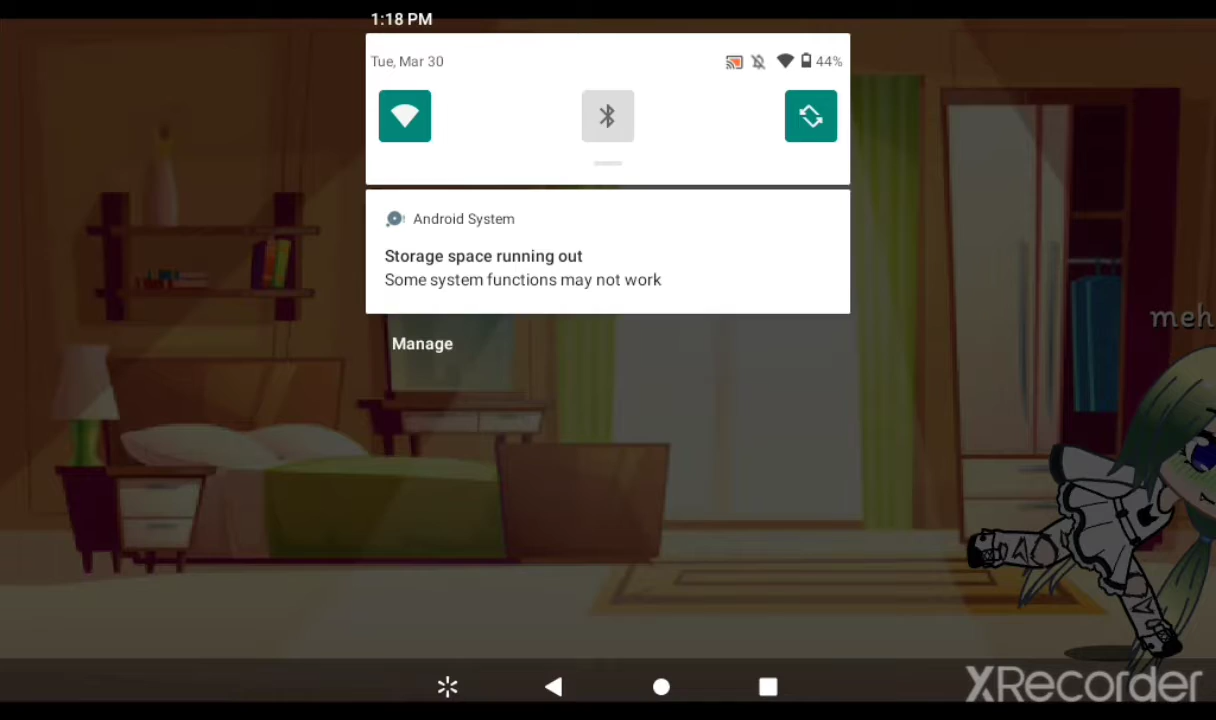 1:18 PM
Tue, Mar 30
44%
Android System
Storage space running out
Some system functions may not work
Manage
meh
XRecorder